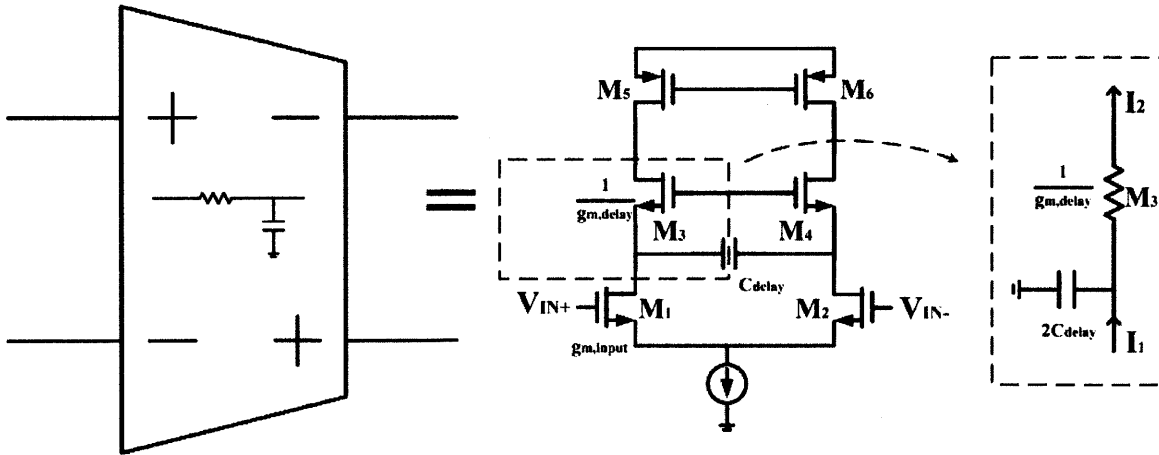 + −
− +
=
M5 M6
1
gm,delay
M3 M4
Cdelay
VIN+ M1 M2 VIN-
gm,input
I2
1
gm,delay
M3
2Cdelay
I1